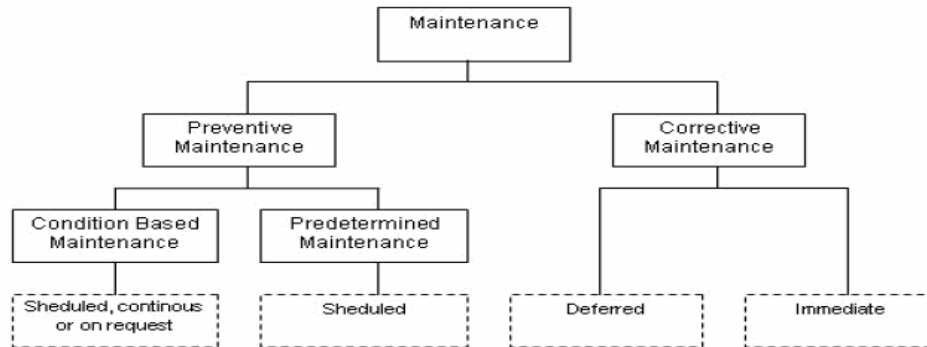 Maintenance
Preventive
Maintenance
Corrective
Maintenance
Condition Based
Maintenance
Predetermined
Maintenance
Sheduled, continous
or on request
Sheduled
Deferred
Immediate